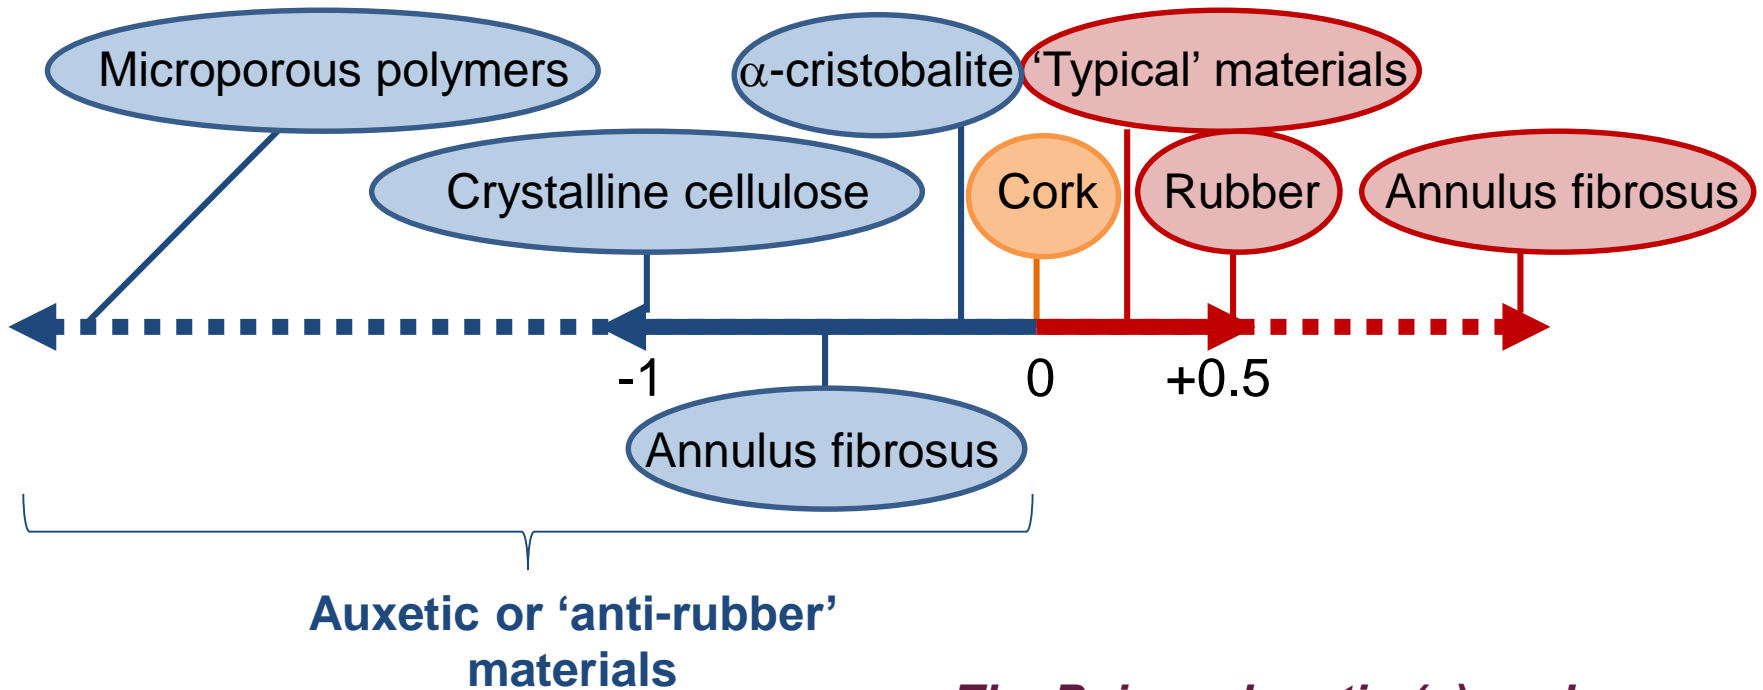 Microporous polymers
α-cristobalite
‘Typical’ materials
Crystalline cellulose
Cork
Rubber
Annulus fibrosus
-1
0
+0.5
Annulus fibrosus
Auxetic or ‘anti-rubber’
materials